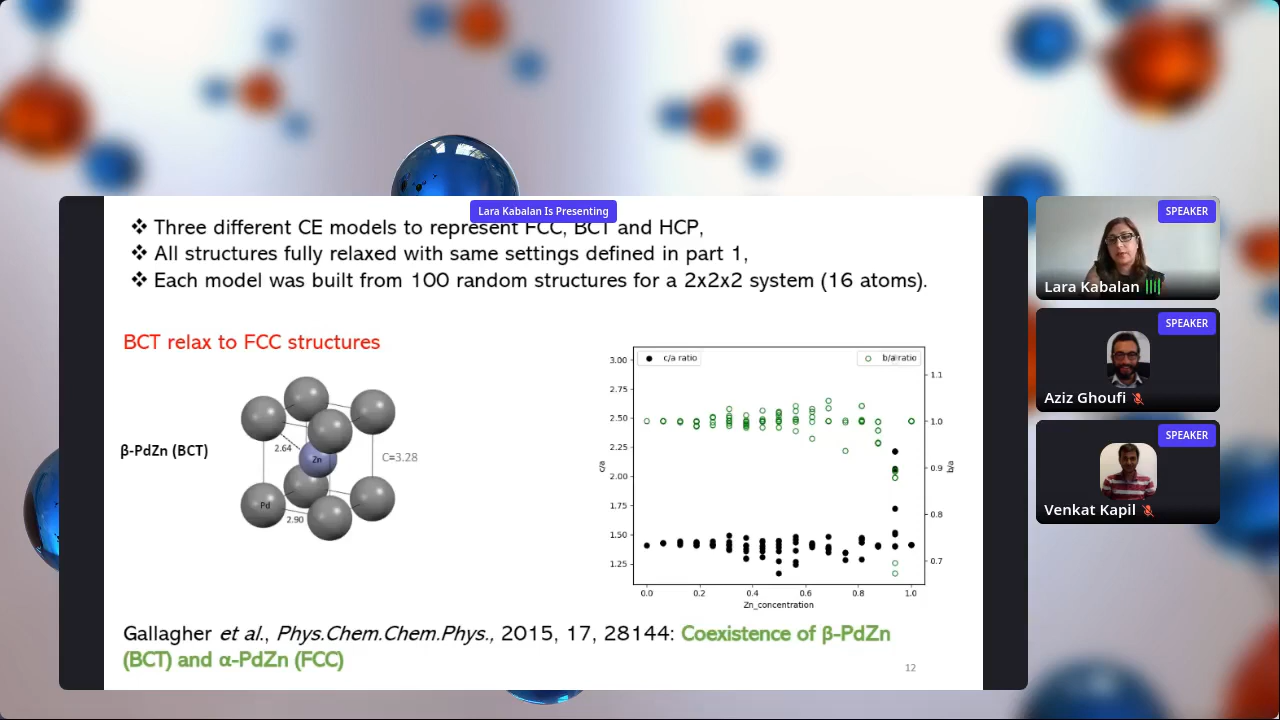 Lara Kabalan Is Presenting
❖ Three different CE models to represent FCC, BCT and HCP,
❖ All structures fully relaxed with same settings defined in part 1,
❖ Each model was built from 100 random structures for a 2x2x2 system (16 atoms).
BCT relax to FCC structures
β-PdZn (BCT)
2.64
Zn
C=3.28
Pd
2.90
c/a ratio
b/a ratio
3.00
2.75
2.50
2.25
2.00
1.75
1.50
1.25
c/a
1.1
1.0
0.9
0.8
0.7
b/a
0.0 0.2 0.4 0.6 0.8 1.0
Zn_concentration
Gallagher et al., Phys.Chem.Chem.Phys., 2015, 17, 28144: Coexistence of β-PdZn
(BCT) and α-PdZn (FCC)
12
SPEAKER
Lara Kabalan
SPEAKER
Aziz Ghoufi
SPEAKER
Venkat Kapil